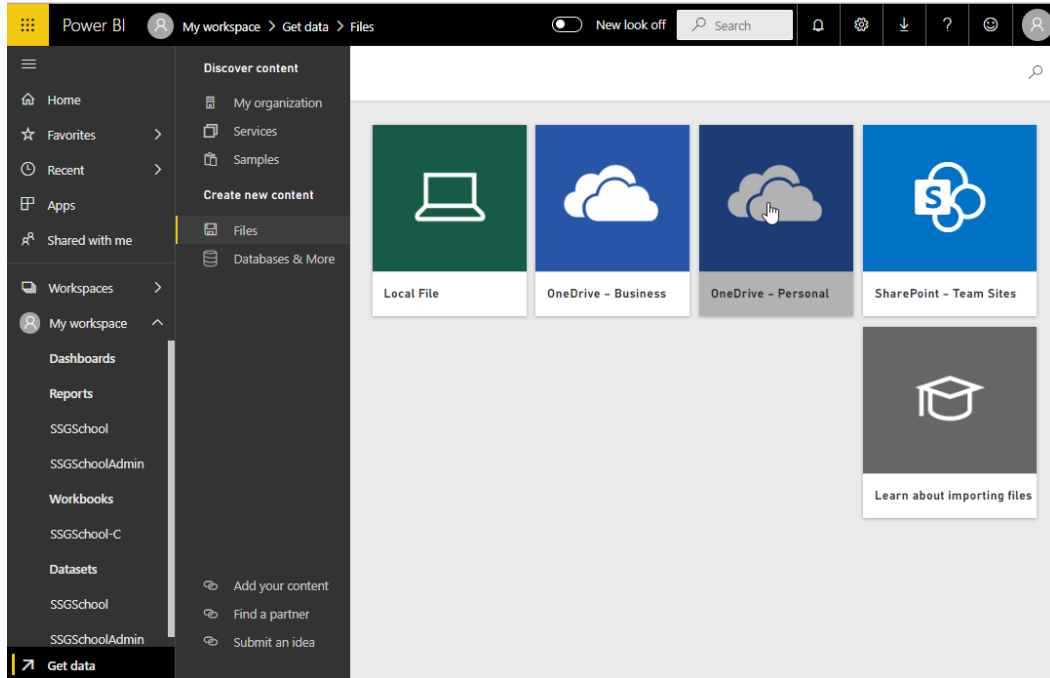 Power BI
My workspace > Get data > Files
New look off
Search
?
Home
Favorites
Recent
Apps
Shared with me
Workspaces
My workspace
Dashboards
Reports
SSGSchool
SSGSchoolAdmin
Workbooks
SSGSchool-C
Datasets
SSGSchool
SSGSchoolAdmin
Get data
Discover content
My organization
Services
Samples
Create new content
Files
Databases & More
Add your content
Find a partner
Submit an idea
Local File
OneDrive – Business
OneDrive – Personal
S
SharePoint – Team Sites
Learn about importing files